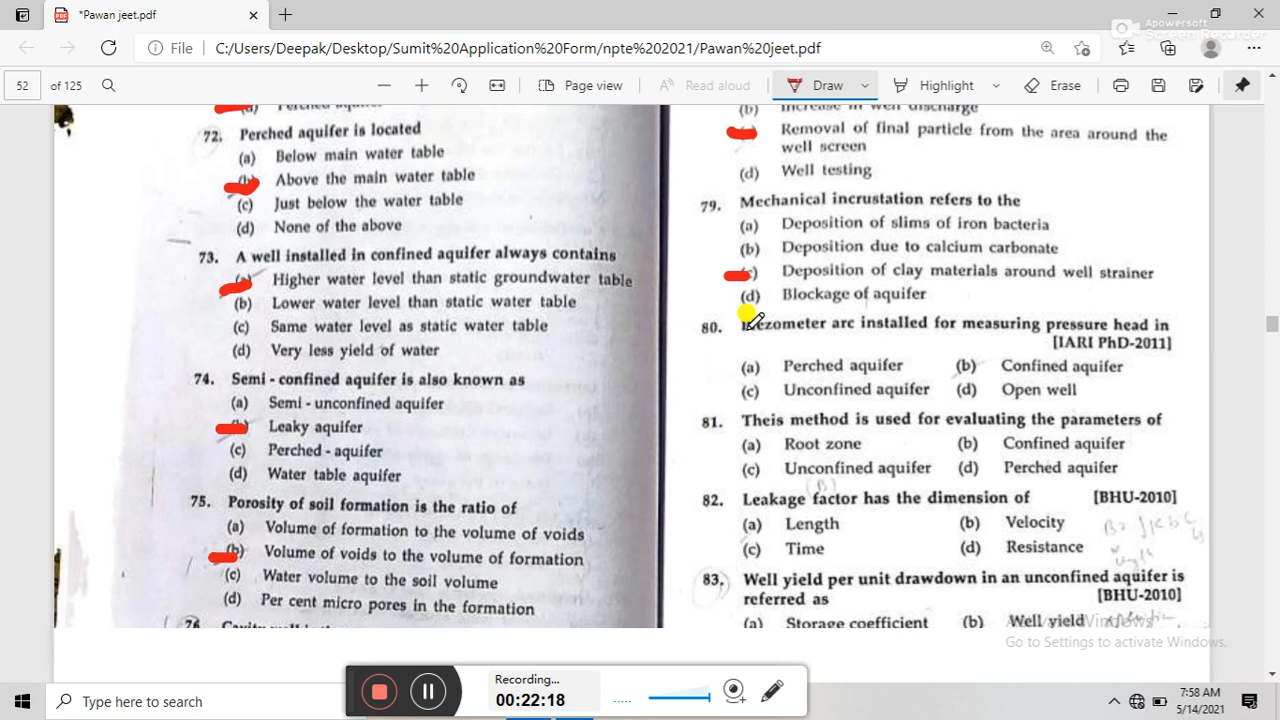 *Pawan jeet.pdf
Apowersoft
Screen Recorder
File
C:/Users/Deepak/Desktop/Sumit%20Application%20Form/npte%202021/Pawan%20jeet.pdf
52 of 125
Page view
Read aloud
Draw
Highlight
Erase
72. Perched aquifer is located
(a) Below main water table
Above the main water table
(c) Just below the water table
(d) None of the above
73. A well installed in confined aquifer always contains
Higher water level than static groundwater table
(b) Lower water level than static water table
(c) Same water level as static water table
(d) Very less yield of water
74. Semi - confined aquifer is also known as
(a) Semi - unconfined aquifer
Leaky aquifer
(c) Perched - aquifer
(d) Water table aquifer
75. Porosity of soil formation is the ratio of
(a) Volume of formation to the volume of voids
(b) Volume of voids to the volume of formation
(c) Water volume to the soil volume
(d) Per cent micro pores in the formation
76
(b) Increase in well discharge
Removal of final particle from the area around the
well screen
(d) Well testing
79. Mechanical incrustation refers to the
(a) Deposition of slims of iron bacteria
(b) Deposition due to calcium carbonate
Deposition of clay materials around well strainer
(d) Blockage of aquifer
80. arc installed for measuring pressure head in
[IARI PhD-2011]
(a) Perched aquifer (b) Confined aquifer
(c) Unconfined aquifer (d) Open well
81. Theis method is used for evaluating the parameters of
(a) Root zone (b) Confined aquifer
(c) Unconfined aquifer (d) Perched aquifer
82. Leakage factor has the dimension of [BHU-2010]
(a) Length (b) Velocity
(c) Time (d) Resistance
83. Well yield per unit drawdown in an unconfined aquifer is
referred as [BHU-2010]
(a) Storage coefficient (b) Well yield
Activate Windows
Go to Settings to activate Windows.
Recording...
00:22:18
Type here to search
7:58 AM
5/14/2021